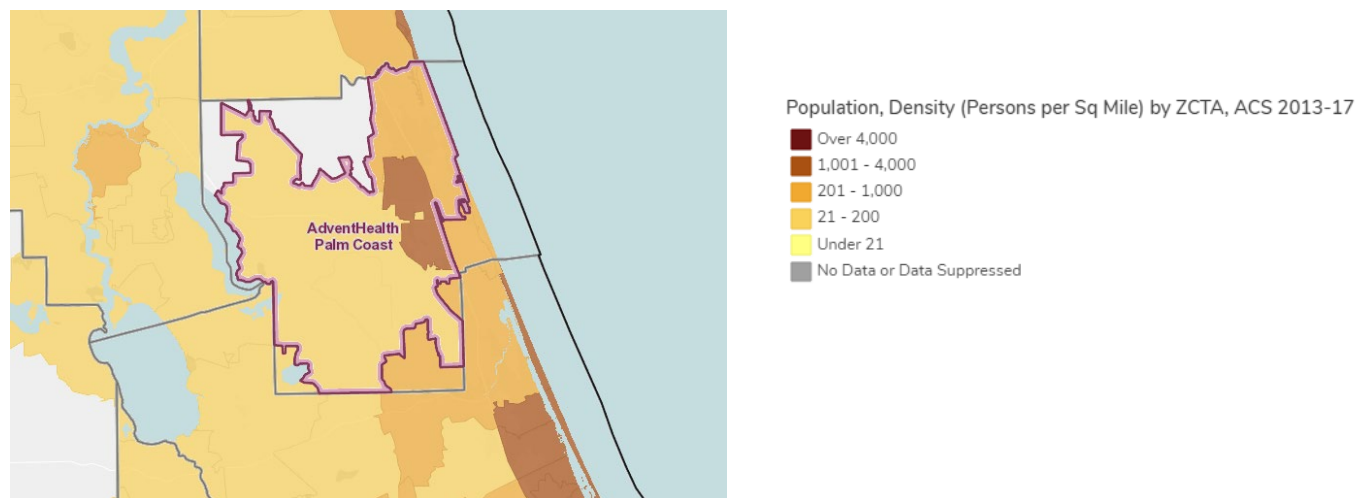 AdventHealth
Palm Coast
Population, Density (Persons per Sq Mile) by ZCTA, ACS 2013-17
Over 4,000
1,001 - 4,000
201 - 1,000
21 - 200
Under 21
No Data or Data Suppressed